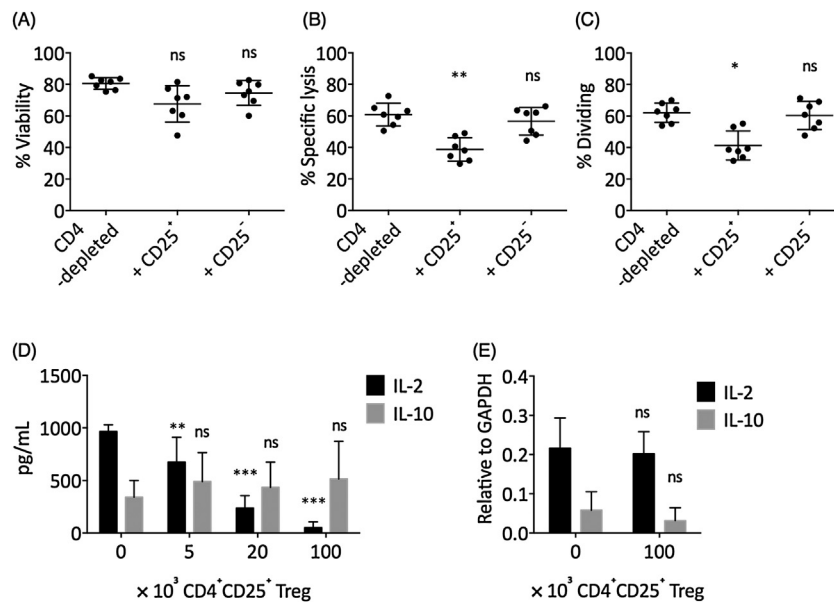 (A)
% Viability
100
80
60
40
20
0
ns
ns
CD4
-depleted
+ CD25⁺
+ CD25⁻
(B)
% Specific lysis
100
80
60
40
20
0
**
ns
CD4
-depleted
+ CD25⁺
+ CD25⁻
(C)
% Dividing
100
80
60
40
20
0
*
ns
CD4
-depleted
+ CD25⁺
+ CD25⁻
(D)
pg/mL
1500
1000
500
0
** ns
*** ns
*** ns
IL-2
IL-10
0 5 20 100
× 10³ CD4⁺CD25⁺ Treg
(E)
Relative to GAPDH
0.4
0.3
0.2
0.1
0.0
ns
ns
IL-2
IL-10
0 100
× 10³ CD4⁺CD25⁺ Treg